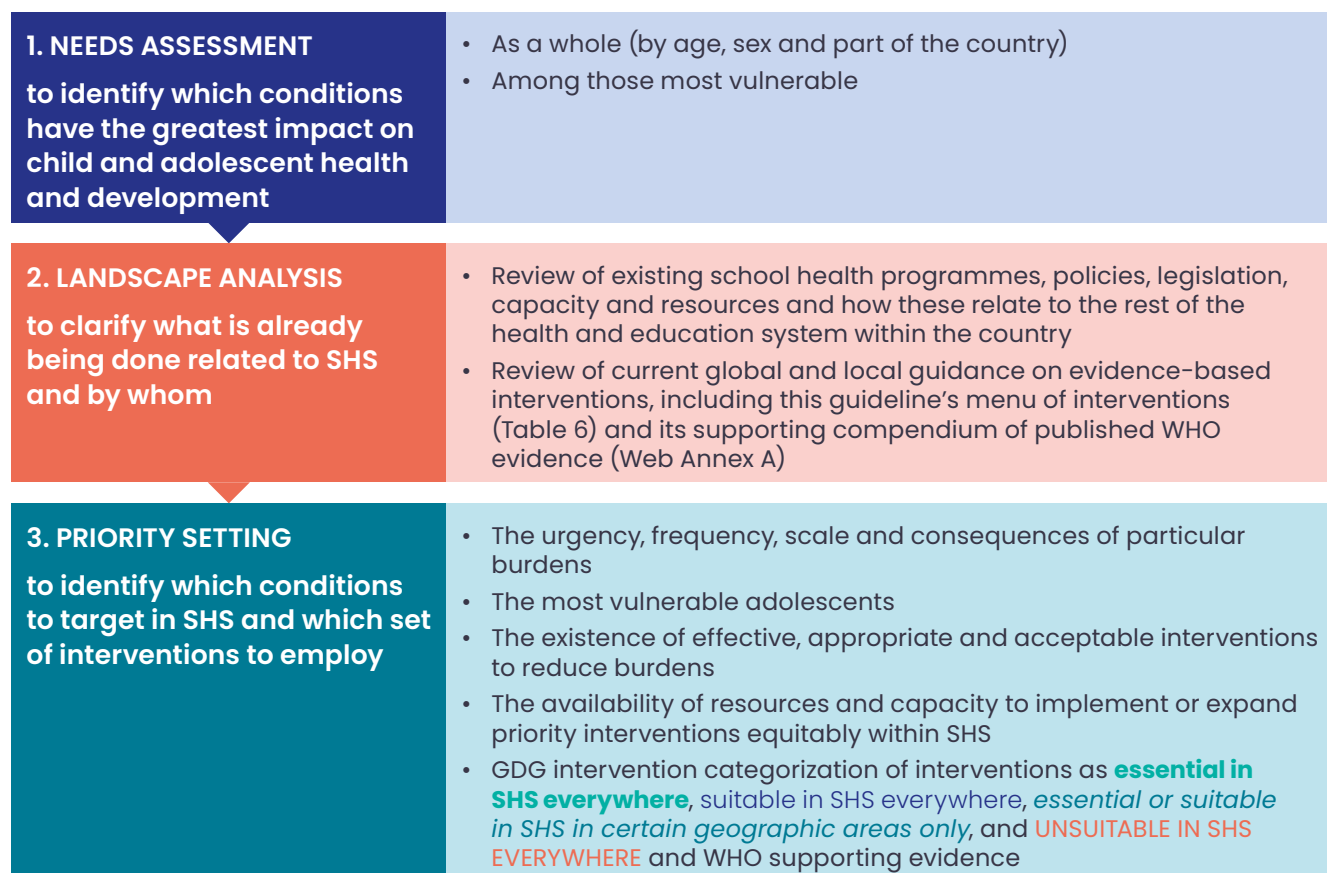 1. NEEDS ASSESSMENT
to identify which conditions
have the greatest impact on
child and adolescent health
and development
• As a whole (by age, sex and part of the country)
• Among those most vulnerable
2. LANDSCAPE ANALYSIS
to clarify what is already
being done related to SHS
and by whom
• Review of existing school health programmes, policies, legislation,
capacity and resources and how these relate to the rest of the
health and education system within the country
• Review of current global and local guidance on evidence-based
interventions, including this guideline’s menu of interventions
(Table 6) and its supporting compendium of published WHO
evidence (Web Annex A)
3. PRIORITY SETTING
to identify which conditions
to target in SHS and which set
of interventions to employ
• The urgency, frequency, scale and consequences of particular
burdens
• The most vulnerable adolescents
• The existence of effective, appropriate and acceptable interventions
to reduce burdens
• The availability of resources and capacity to implement or expand
priority interventions equitably within SHS
• GDG intervention categorization of interventions as essential in
SHS everywhere, suitable in SHS everywhere, essential or suitable
in SHS in certain geographic areas only, and UNSUITABLE IN SHS
EVERYWHERE and WHO supporting evidence